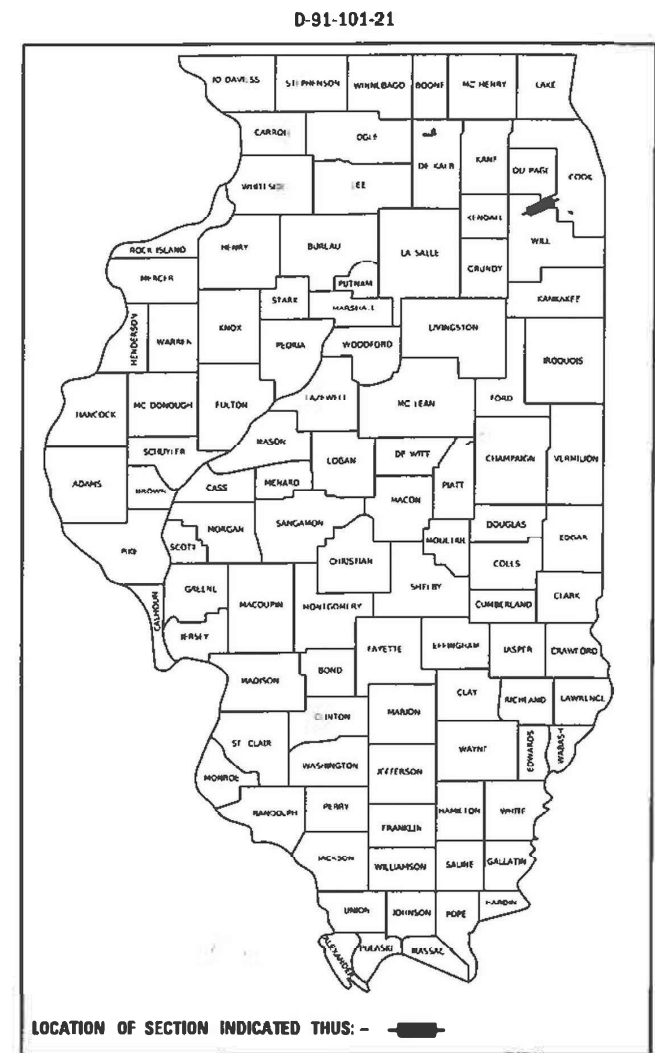 D-91-101-21
JO DAVIESS STEPHENSON WINNEBAGO BOONE MC HENRY LAKE
CARROLL OGLE DE KALB KANE DU PAGE COOK
WHITESIDE LEE KENDALL WILL
ROCK ISLAND HENRY BUREAU LA SALLE GRUNDY
MERCER STARK PUTNAM MARSHALL KANKAKEE
HENDERSON WARREN KNOX PEORIA WOODFORD LIVINGSTON IROQUOIS
HANCOCK MC DONOUGH FULTON TAZEWELL MC LEAN FORD
SCHUYLER MASON LOGAN DE WITT CHAMPAIGN VERMILION
ADAMS BROWN CASS MENARD MACON PIATT
PIKE SCOTT MORGAN SANGAMON CHRISTIAN MOULTRIE DOUGLAS EDGAR
COLES
CALHOUN GREENE MACOUPIN MONTGOMERY SHELBY CUMBERLAND CLARK
JERSEY FAYETTE EFFINGHAM JASPER CRAWFORD
MADISON BOND CLAY RICHLAND LAWRENCE
CLINTON MARION
ST CLAIR WASHINGTON JEFFERSON WAYNE EDWARDS WABASH
MONROE
RANDOLPH PERRY FRANKLIN HAMILTON WHITE
JACKSON WILLIAMSON SALINE GALLATIN
UNION JOHNSON POPE HARDIN
ALEXANDER PULASKI MASSAC
LOCATION OF SECTION INDICATED THUS: -